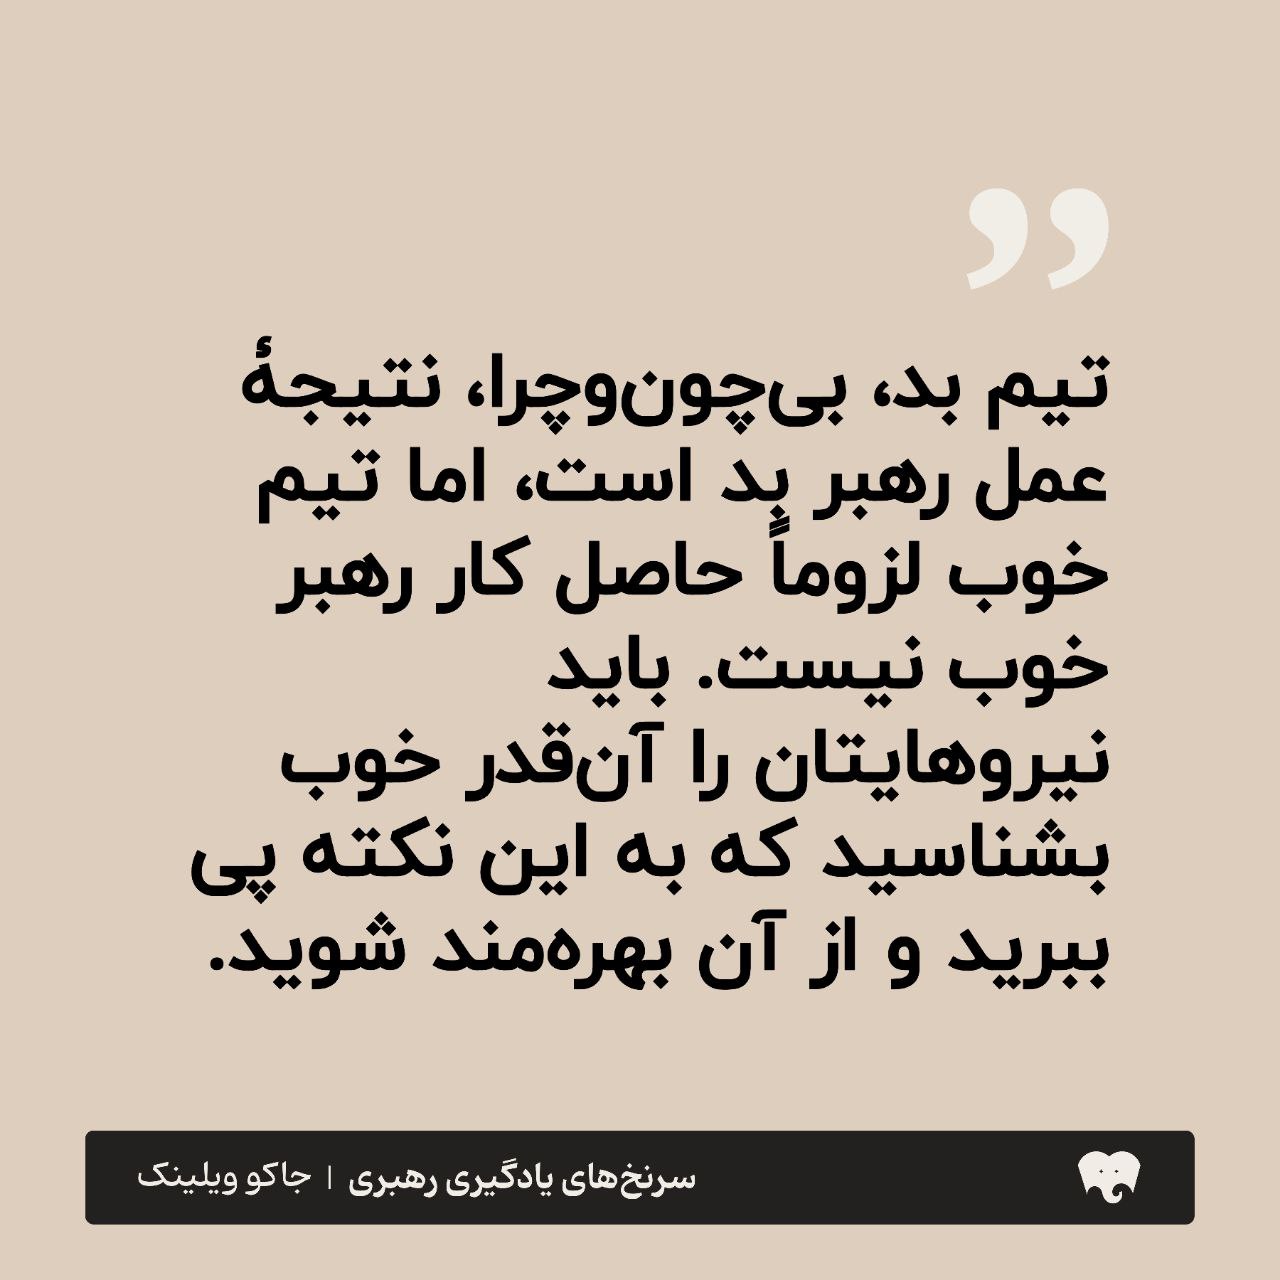 ”
تیم بد، بی‌چون‌وچرا، نتیجهٔ
عمل رهبر بد است، اما تیم
خوب لزوماً حاصل کار رهبر
خوب نیست. باید
نیروهایتان را آن‌قدر خوب
بشناسید که به این نکته پی
ببرید و از آن بهره‌مند شوید.
سرنخ‌های یادگیری رهبری | جاکو ویلینک